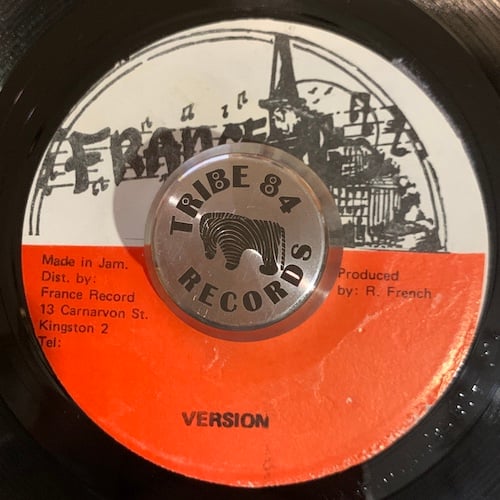 FRANCE
TRIBE 84
RECORDS
Made in Jam.
Dist. by:
France Record
13 Carnarvon St.
Kingston 2
Tel:
Produced
by: R. French
VERSION